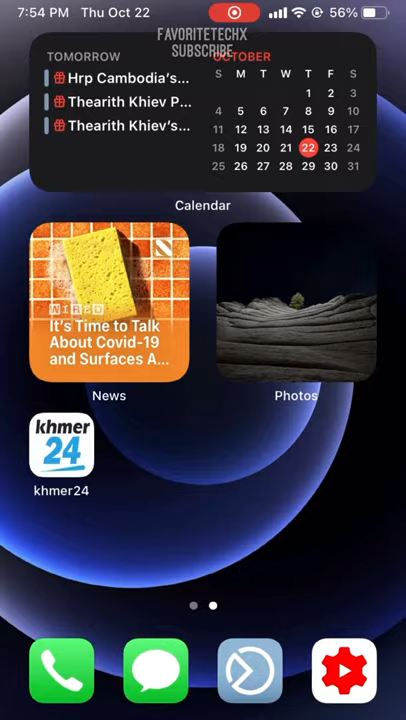 7:54 PM Thu Oct 22
56%
FAVORITETECHX
SUBSCRIBE
TOMORROW
Hrp Cambodia's...
Thearith Khiev P...
Thearith Khiev's...
OCTOBER
S M T W T F S
1 2 3
4 5 6 7 8 9 10
11 12 13 14 15 16 17
18 19 20 21 22 23 24
25 26 27 28 29 30 31
Calendar
WIRED
It's Time to Talk
About Covid-19
and Surfaces A...
News
Photos
khmer
24
khmer24